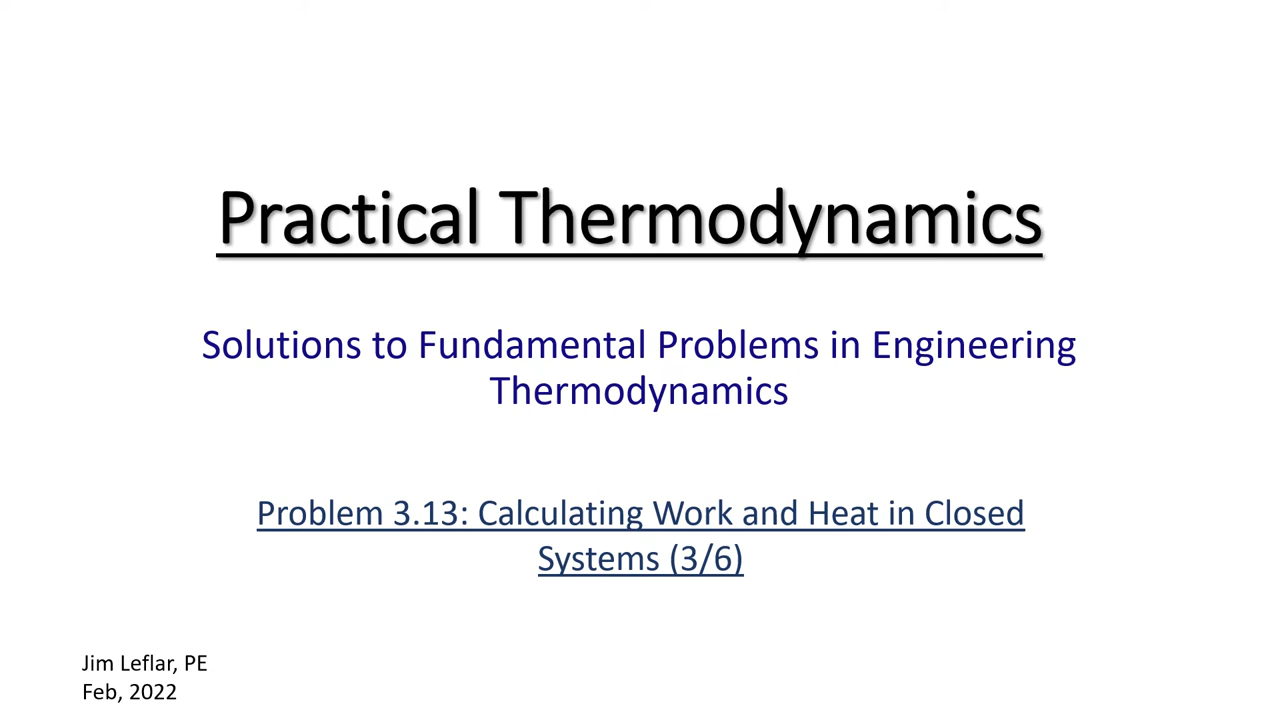 Practical Thermodynamics
Solutions to Fundamental Problems in Engineering
Thermodynamics
Problem 3.13: Calculating Work and Heat in Closed
Systems (3/6)
Jim Leflar, PE
Feb, 2022